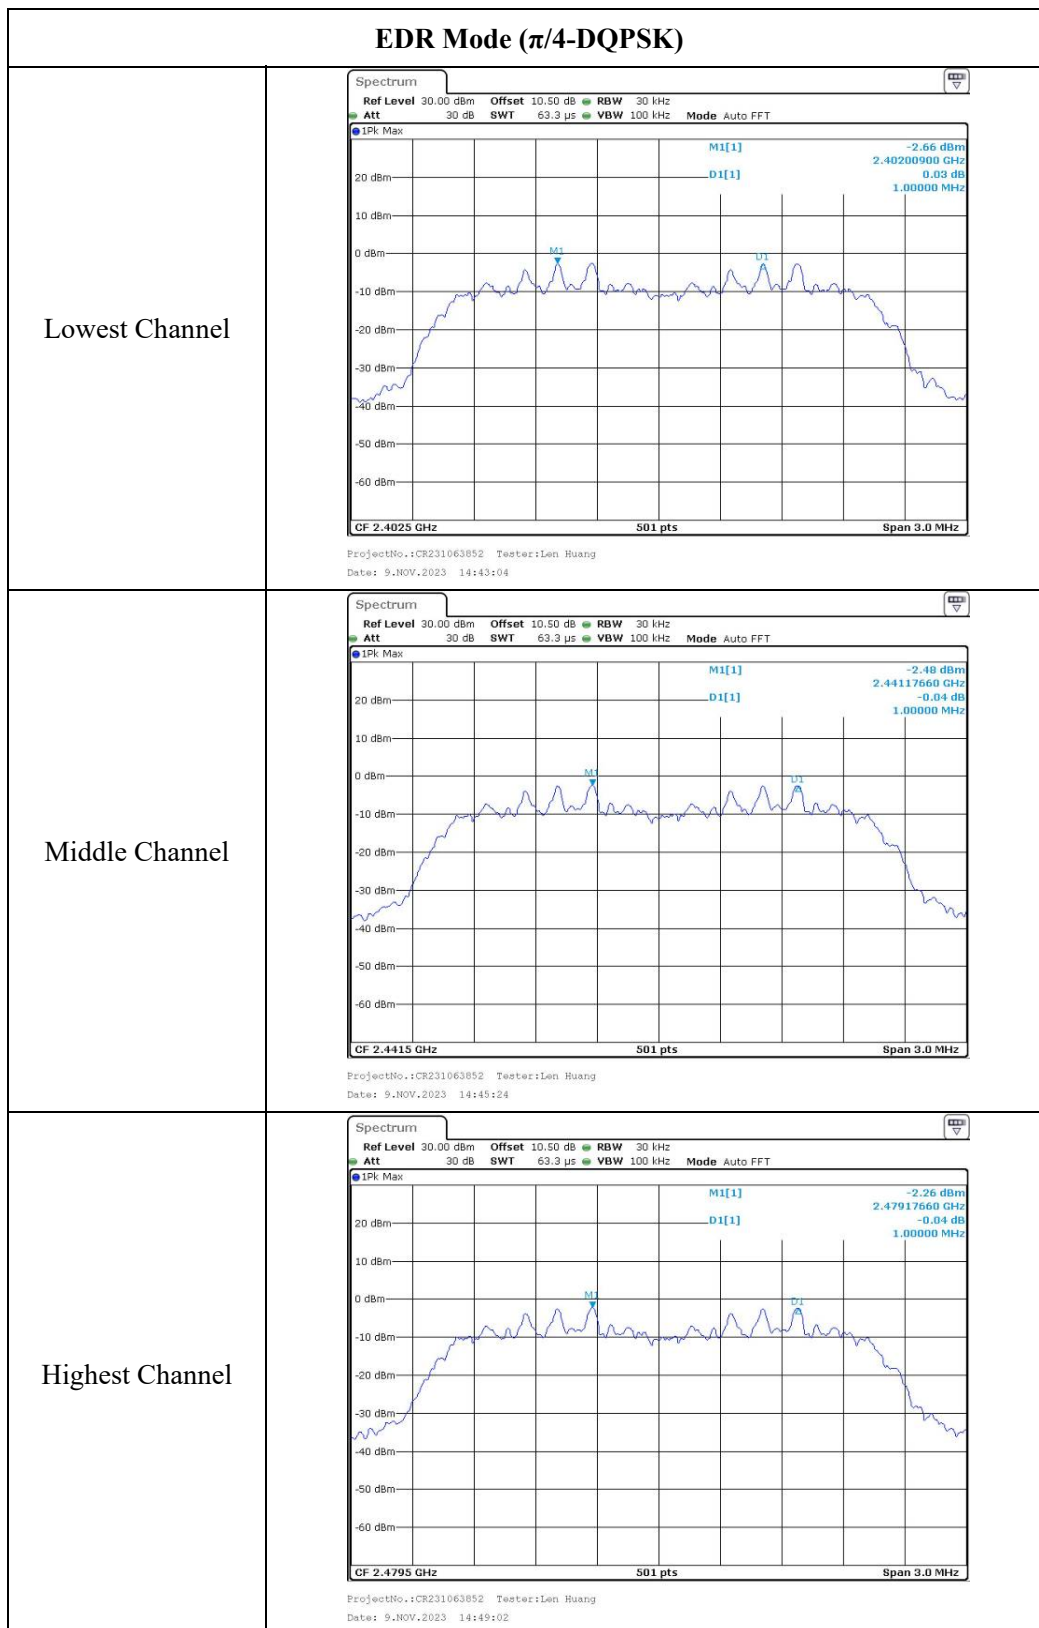 EDR Mode (π/4-DQPSK)
Lowest Channel
Spectrum
Ref Level 30.00 dBm Offset 10.50 dB RBW 30 kHz
Att 30 dB SWT 63.3 µs VBW 100 kHz Mode Auto FFT
1Pk Max
M1[1] -2.66 dBm
2.40200900 GHz
D1[1] 0.03 dB
1.00000 MHz
20 dBm
10 dBm
0 dBm
M1
D1
-10 dBm
-20 dBm
-30 dBm
-40 dBm
-50 dBm
-60 dBm
CF 2.4025 GHz 501 pts Span 3.0 MHz
ProjectNo.:CR231063852 Tester:Len Huang
Date: 9.NOV.2023 14:43:04
Middle Channel
Spectrum
Ref Level 30.00 dBm Offset 10.50 dB RBW 30 kHz
Att 30 dB SWT 63.3 µs VBW 100 kHz Mode Auto FFT
1Pk Max
M1[1] -2.48 dBm
2.44117660 GHz
D1[1] -0.04 dB
1.00000 MHz
20 dBm
10 dBm
0 dBm
M1
D1
-10 dBm
-20 dBm
-30 dBm
-40 dBm
-50 dBm
-60 dBm
CF 2.4415 GHz 501 pts Span 3.0 MHz
ProjectNo.:CR231063852 Tester:Len Huang
Date: 9.NOV.2023 14:45:24
Highest Channel
Spectrum
Ref Level 30.00 dBm Offset 10.50 dB RBW 30 kHz
Att 30 dB SWT 63.3 µs VBW 100 kHz Mode Auto FFT
1Pk Max
M1[1] -2.26 dBm
2.47917660 GHz
D1[1] -0.04 dB
1.00000 MHz
20 dBm
10 dBm
0 dBm
M1
D1
-10 dBm
-20 dBm
-30 dBm
-40 dBm
-50 dBm
-60 dBm
CF 2.4795 GHz 501 pts Span 3.0 MHz
ProjectNo.:CR231063852 Tester:Len Huang
Date: 9.NOV.2023 14:49:02